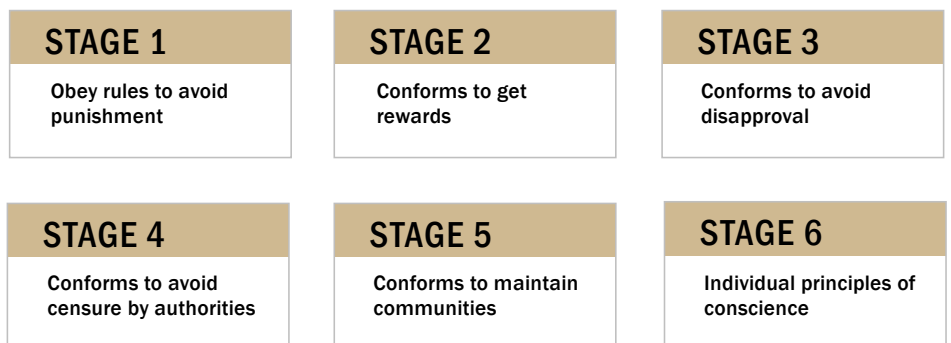 STAGE 1
Obey rules to avoid
punishment
STAGE 2
Conforms to get
rewards
STAGE 3
Conforms to avoid
disapproval
STAGE 4
Conforms to avoid
censure by authorities
STAGE 5
Conforms to maintain
communities
STAGE 6
Individual principles of
conscience